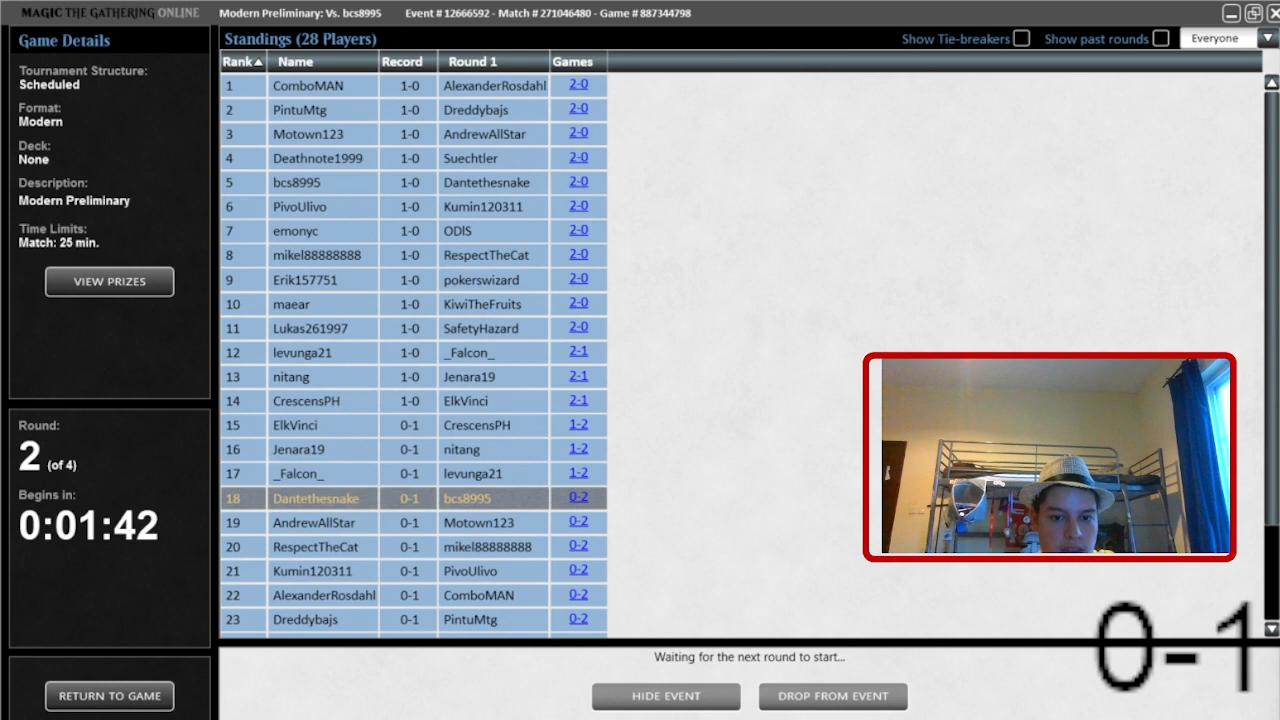 MAGIC THE GATHERING ONLINE Modern Preliminary: Vs. bcs8995 Event # 12666592 - Match # 271046480 - Game # 887344798
Game Details
Tournament Structure:
Scheduled
Format:
Modern
Deck:
None
Description:
Modern Preliminary
Time Limits:
Match: 25 min.
VIEW PRIZES
Round:
2 (of 4)
Begins in:
0:01:42
RETURN TO GAME
Standings (28 Players) Show Tie-breakers Show past rounds Everyone
Rank Name Record Round 1 Games
1 ComboMAN 1-0 AlexanderRosdahl 2-0
2 PintuMtg 1-0 Dreddybajs 2-0
3 Motown123 1-0 AndrewAllStar 2-0
4 Deathnote1999 1-0 Suechtler 2-0
5 bcs8995 1-0 Dantethesnake 2-0
6 PivoUlivo 1-0 Kumin120311 2-0
7 emonyc 1-0 ODlS 2-0
8 mikel88888888 1-0 RespectTheCat 2-0
9 Erik157751 1-0 pokerswizard 2-0
10 maear 1-0 KiwiTheFruits 2-0
11 Lukas261997 1-0 SafetyHazard 2-0
12 levunga21 1-0 _Falcon_ 2-1
13 nitang 1-0 Jenara19 2-1
14 CrescensPH 1-0 ElkVinci 2-1
15 ElkVinci 0-1 CrescensPH 1-2
16 Jenara19 0-1 nitang 1-2
17 _Falcon_ 0-1 levunga21 1-2
18 Dantethesnake 0-1 bcs8995 0-2
19 AndrewAllStar 0-1 Motown123 0-2
20 RespectTheCat 0-1 mikel88888888 0-2
21 Kumin120311 0-1 PivoUlivo 0-2
22 AlexanderRosdahl 0-1 ComboMAN 0-2
23 Dreddybajs 0-1 PintuMtg 0-2
0-1
Waiting for the next round to start...
HIDE EVENT DROP FROM EVENT